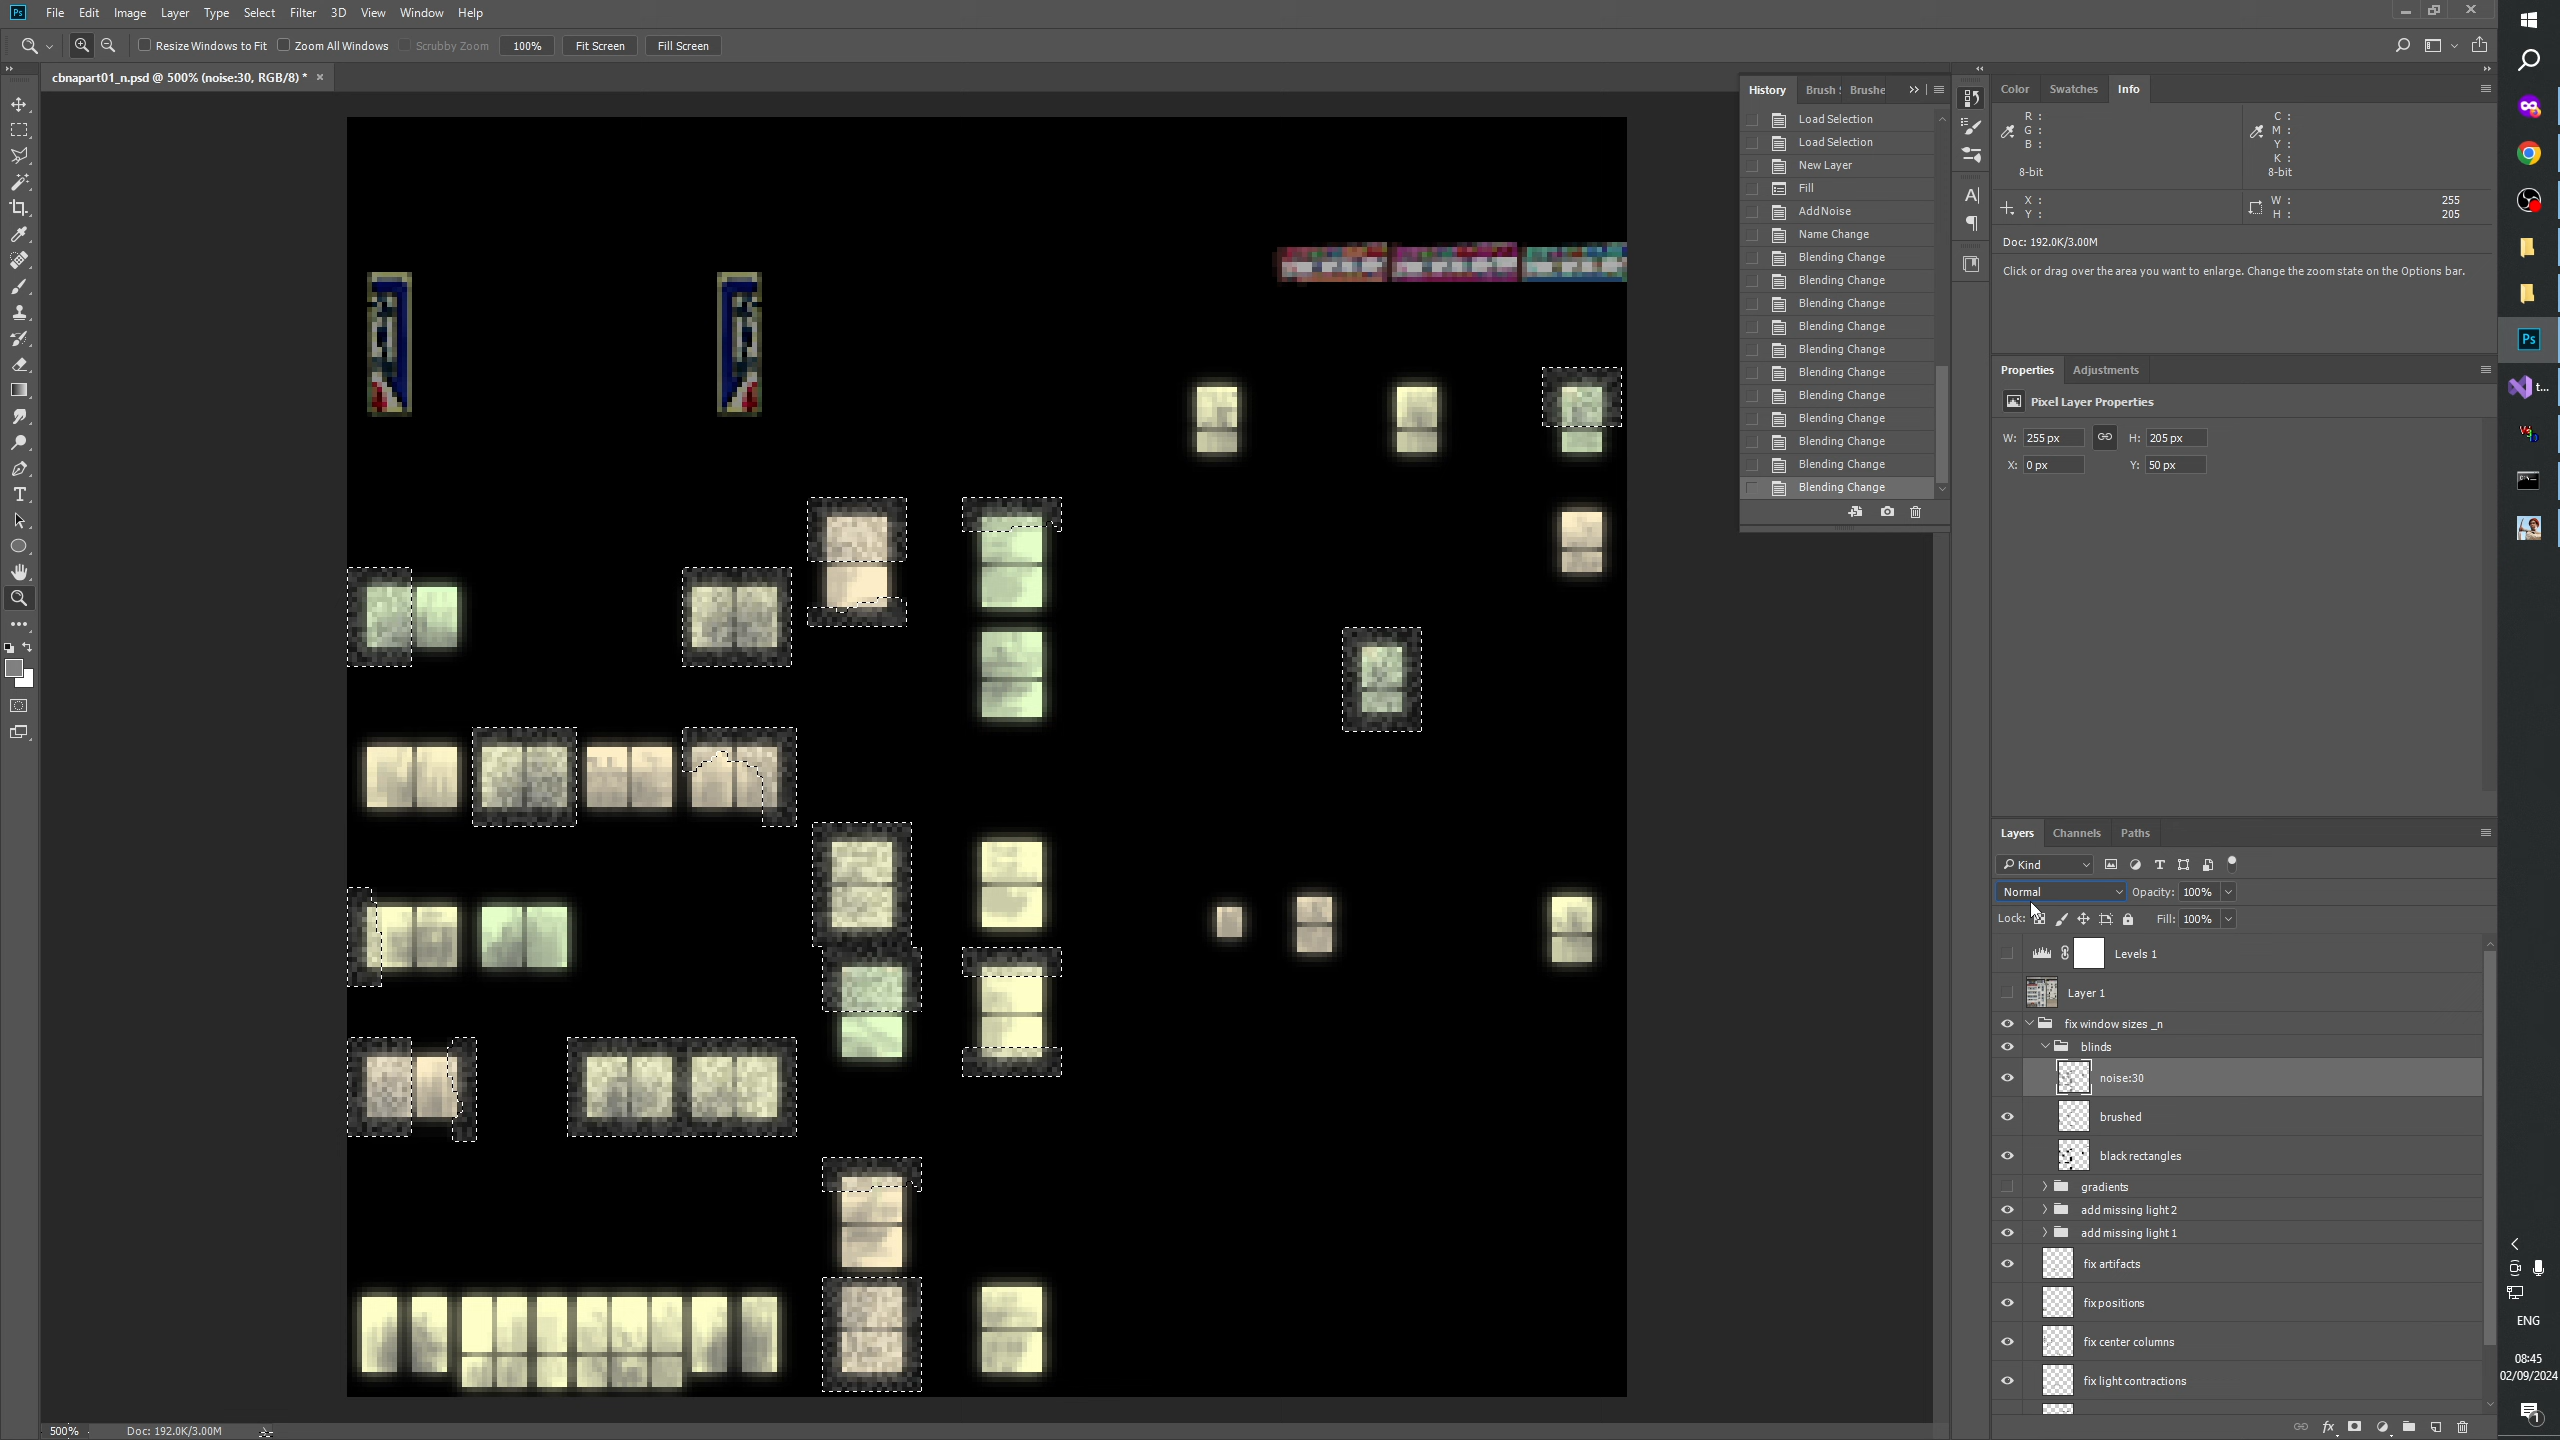 Ps File Edit Image Layer Type Select Filter 3D View Window Help
Resize Windows to Fit Zoom All Windows Scrubby Zoom 100% Fit Screen Fill Screen
cbnapart01_n.psd @ 500% (noise:30, RGB/8) * ×
History Brush Brushe
Load Selection
Load Selection
New Layer
Fill
Add Noise
Name Change
Blending Change
Blending Change
Blending Change
Blending Change
Blending Change
Blending Change
Blending Change
Blending Change
Blending Change
Blending Change
Blending Change
Color Swatches Info
R : C :
G : M :
B : Y :
K :
8-bit 8-bit
X : W : 255
Y : H : 205
Doc: 192.0K/3.00M
Click or drag over the area you want to enlarge. Change the zoom state on the Options bar.
Properties Adjustments
Pixel Layer Properties
W: 255 px H: 205 px
X: 0 px Y: 50 px
Layers Channels Paths
Kind
Normal Opacity: 100%
Lock: Fill: 100%
Levels 1
Layer 1
fix window sizes _n
blinds
noise:30
brushed
black rectangles
gradients
add missing light 2
add missing light 1
fix artifacts
fix positions
fix center columns
fix light contractions
fx
500% Doc: 192.0K/3.00M
Ps
t...
ENG
08:45
02/09/2024
1